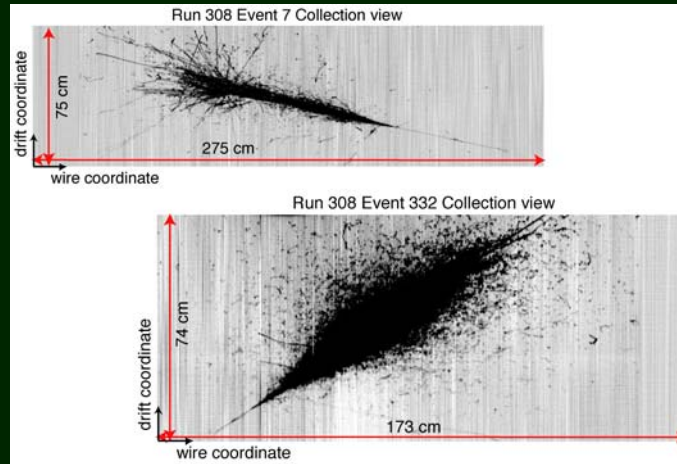 Run 308 Event 7 Collection view
drift coordinate
75 cm
275 cm
wire coordinate
Run 308 Event 332 Collection view
drift coordinate
74 cm
173 cm
wire coordinate